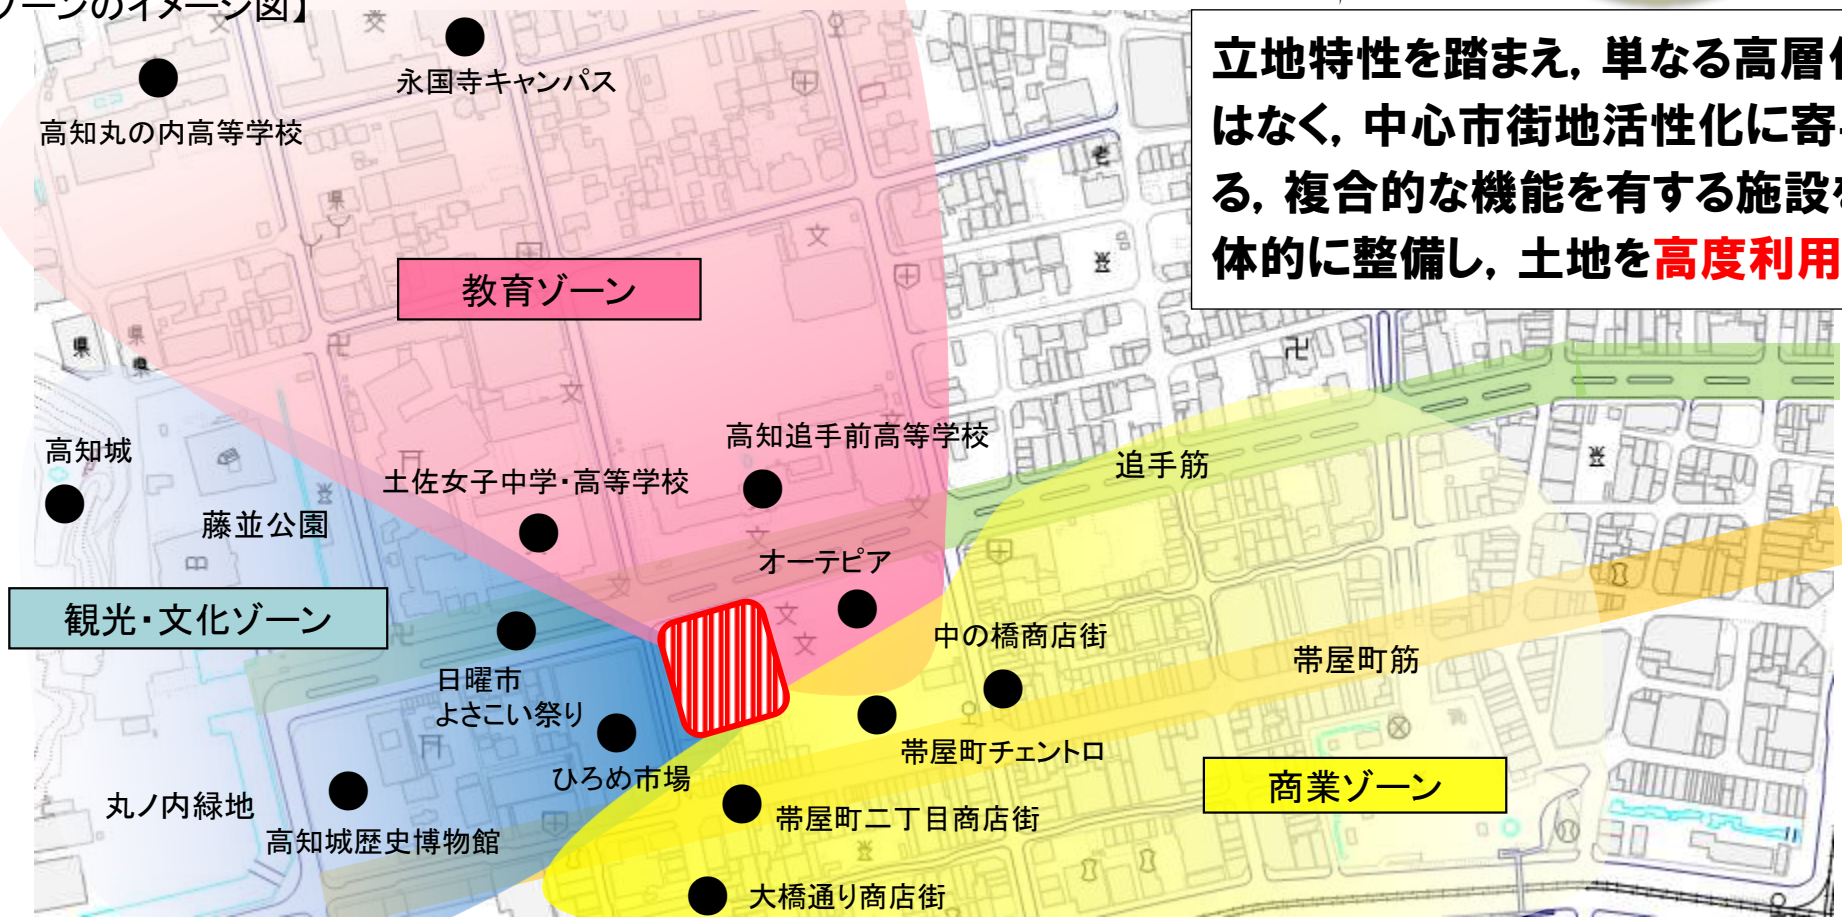 ゾーンのイメージ図】
永国寺キャンパス
高知丸の内高等学校
立地特性を踏まえ，単なる高層化
はなく，中心市街地活性化に寄
る，複合的な機能を有する施設を
体的に整備し，土地を高度利用
教育ゾーン
高知城
高知追手前高等学校
追手筋
土佐女子中学・高等学校
藤並公園
オーテピア
観光・文化ゾーン
中の橋商店街
帯屋町筋
日曜市
よさこい祭り
帯屋町チェントロ
ひろめ市場
商業ゾーン
丸ノ内緑地
帯屋町二丁目商店街
高知城歴史博物館
大橋通り商店街